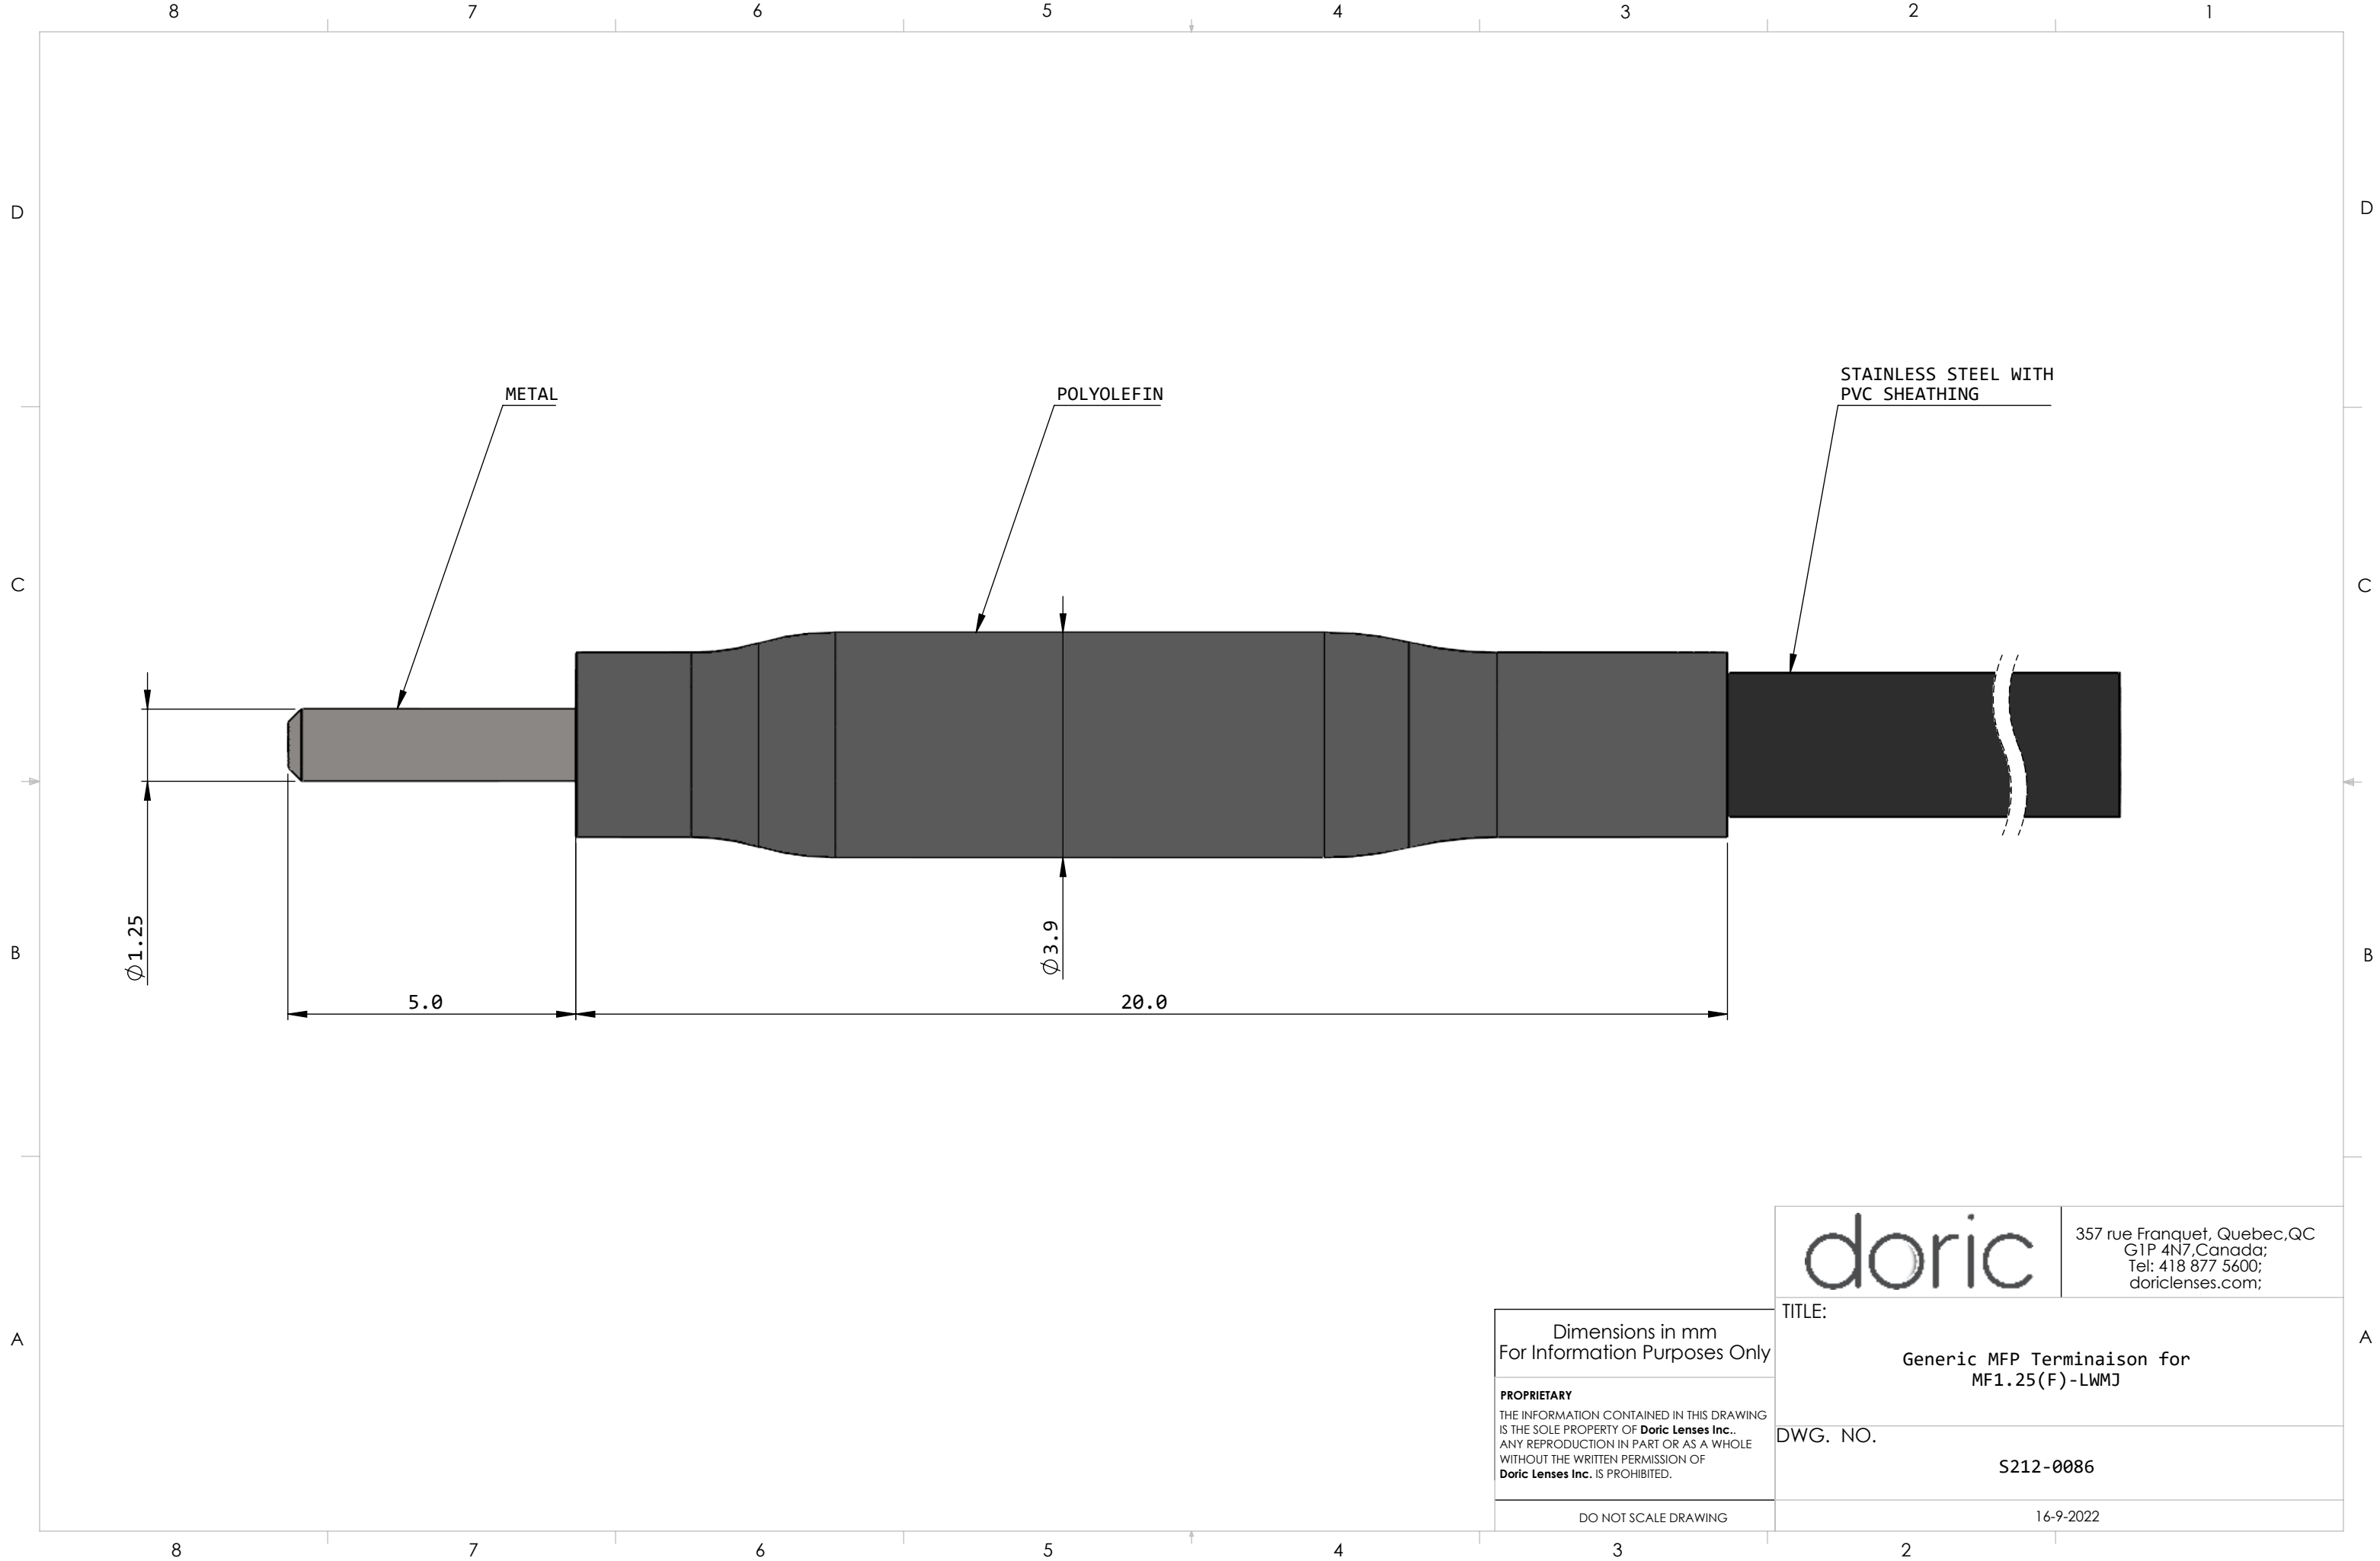 8 7 6 5 4 3 2 1
D D
METAL
POLYOLEFIN
STAINLESS STEEL WITH
PVC SHEATHING
C C
∅1.25
∅3.9
B B
5.0
20.0
doric
357 rue Franquet, Quebec,QC
G1P 4N7,Canada;
Tel: 418 877 5600;
doriclenses.com;
Dimensions in mm
For Information Purposes Only
PROPRIETARY
THE INFORMATION CONTAINED IN THIS DRAWING
IS THE SOLE PROPERTY OF Doric Lenses Inc..
ANY REPRODUCTION IN PART OR AS A WHOLE
WITHOUT THE WRITTEN PERMISSION OF
Doric Lenses Inc. IS PROHIBITED.
DO NOT SCALE DRAWING
TITLE:
Generic MFP Terminaison for
MF1.25(F)-LWMJ
DWG. NO.
S212-0086
16-9-2022
A A
8 7 6 5 4 3 2